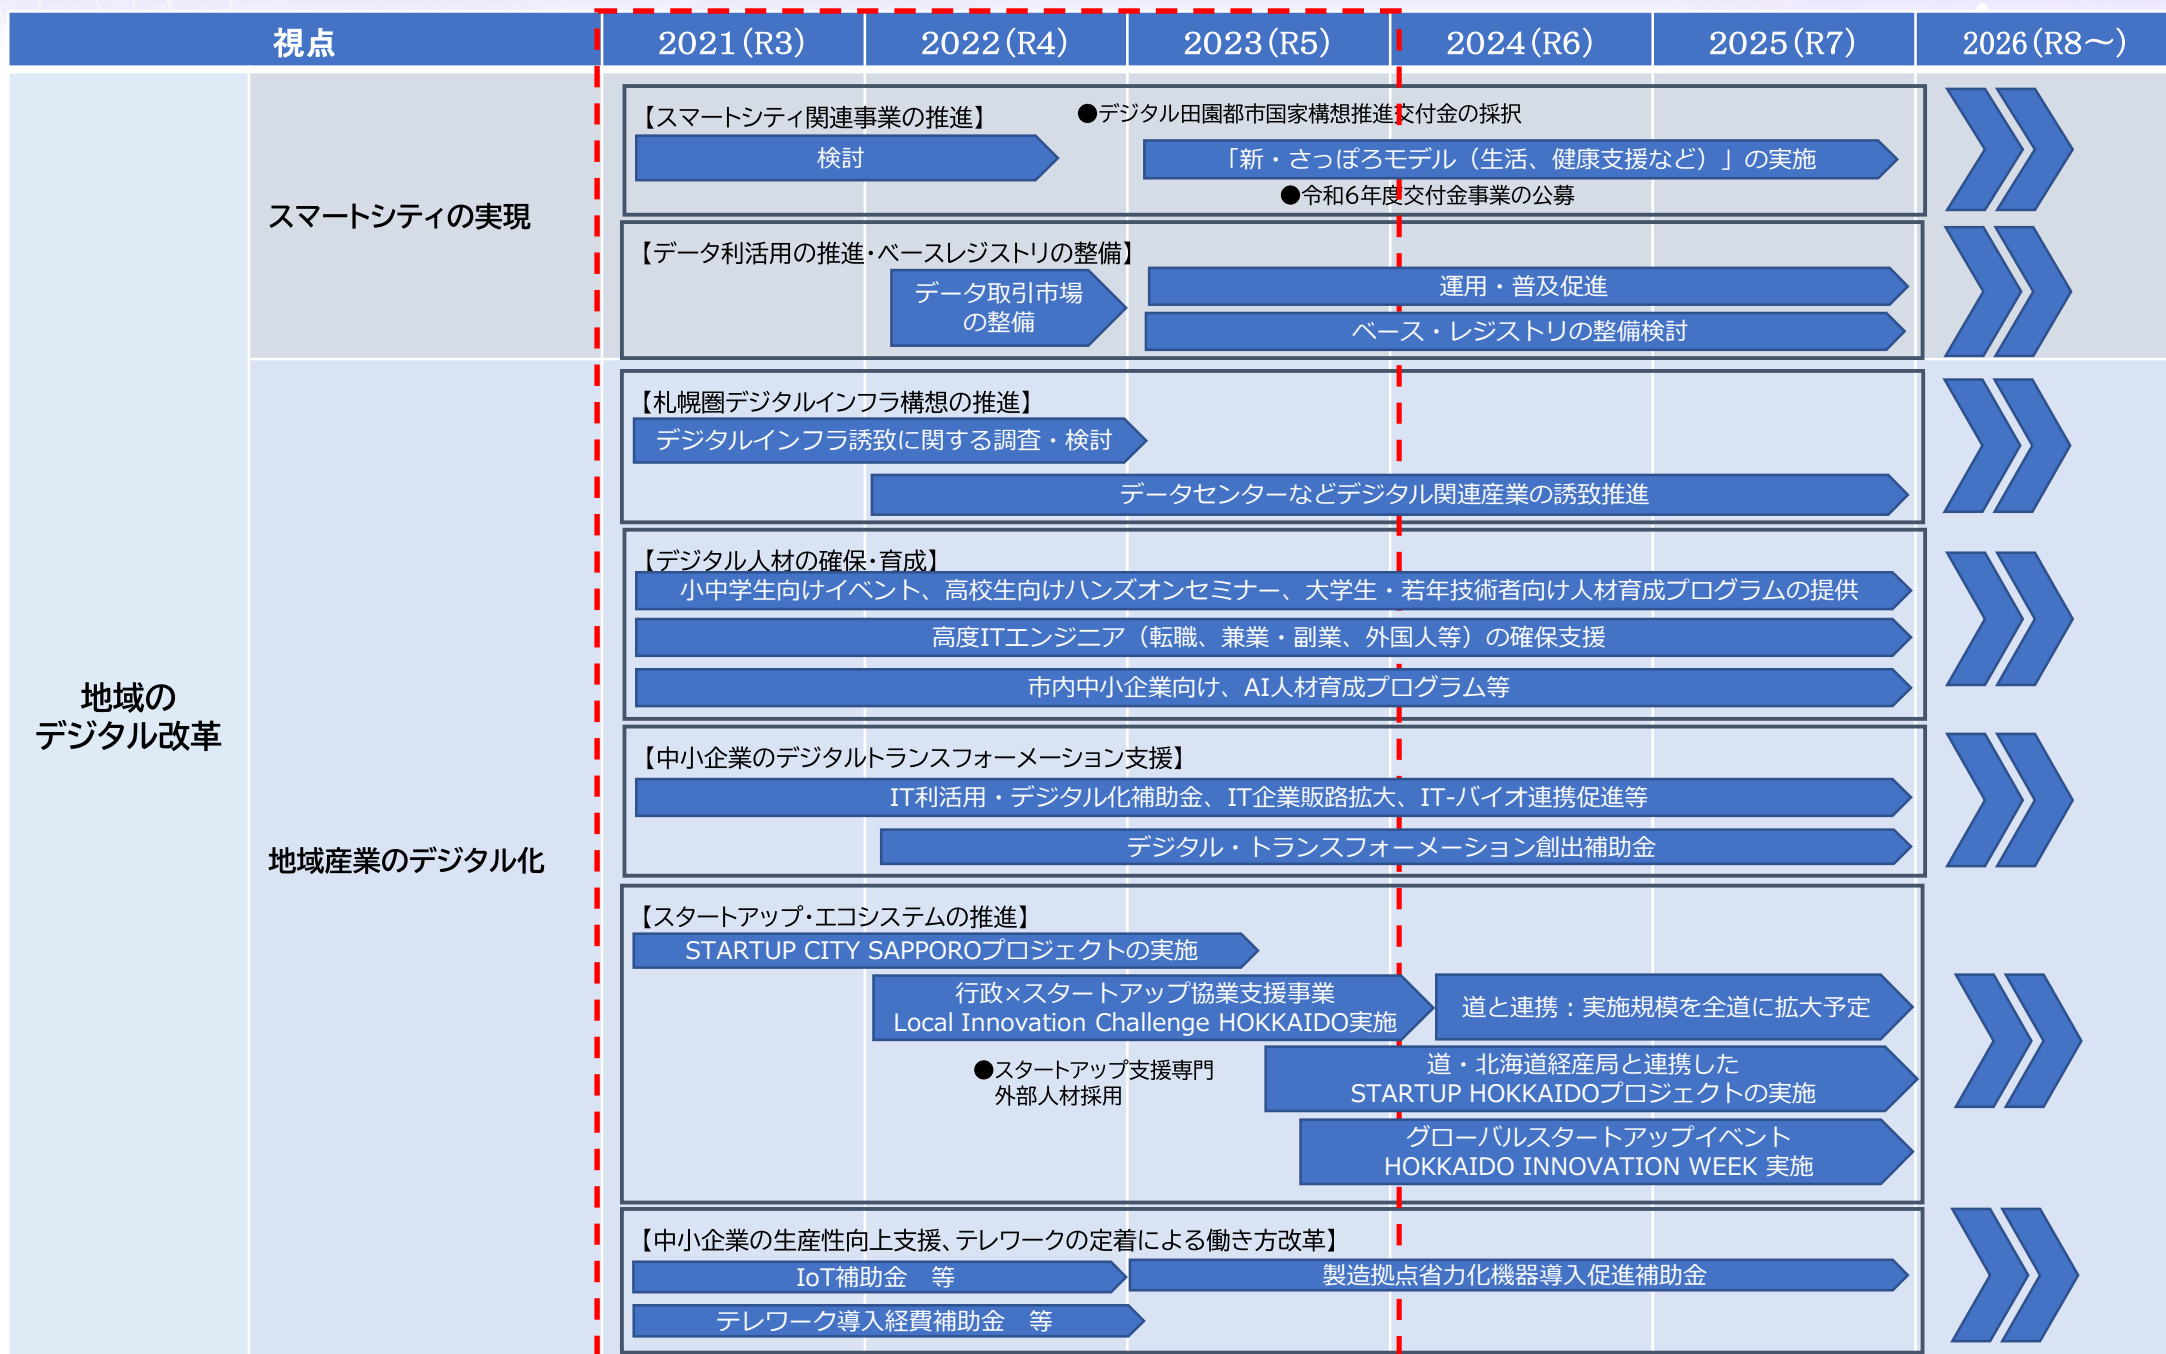 視点
2021(R3)
2022(R4)
2023(R5)
2024(R6)
2025(R7)
2026(R8～)
地域の
デジタル改革
スマートシティの実現
【スマートシティ関連事業の推進】
●デジタル田園都市国家構想推進交付金の採択
検討
「新・さっぽろモデル（生活、健康支援など）」の実施
●令和6年度交付金事業の公募
【データ利活用の推進・ベースレジストリの整備】
データ取引市場
の整備
運用・普及促進
ベース・レジストリの整備検討
地域産業のデジタル化
【札幌圏デジタルインフラ構想の推進】
デジタルインフラ誘致に関する調査・検討
データセンターなどデジタル関連産業の誘致推進
【デジタル人材の確保・育成】
小中学生向けイベント、高校生向けハンズオンセミナー、大学生・若年技術者向け人材育成プログラムの提供
高度ITエンジニア（転職、兼業・副業、外国人等）の確保支援
市内中小企業向け、AI人材育成プログラム等
【中小企業のデジタルトランスフォーメーション支援】
IT利活用・デジタル化補助金、IT企業販路拡大、IT-バイオ連携促進等
デジタル・トランスフォーメーション創出補助金
【スタートアップ・エコシステムの推進】
STARTUP CITY SAPPOROプロジェクトの実施
行政×スタートアップ協業支援事業
Local Innovation Challenge HOKKAIDO実施
道と連携：実施規模を全道に拡大予定
●スタートアップ支援専門
外部人材採用
道・北海道経産局と連携した
STARTUP HOKKAIDOプロジェクトの実施
グローバルスタートアップイベント
HOKKAIDO INNOVATION WEEK 実施
【中小企業の生産性向上支援、テレワークの定着による働き方改革】
IoT補助金　等
製造拠点省力化機器導入促進補助金
テレワーク導入経費補助金　等